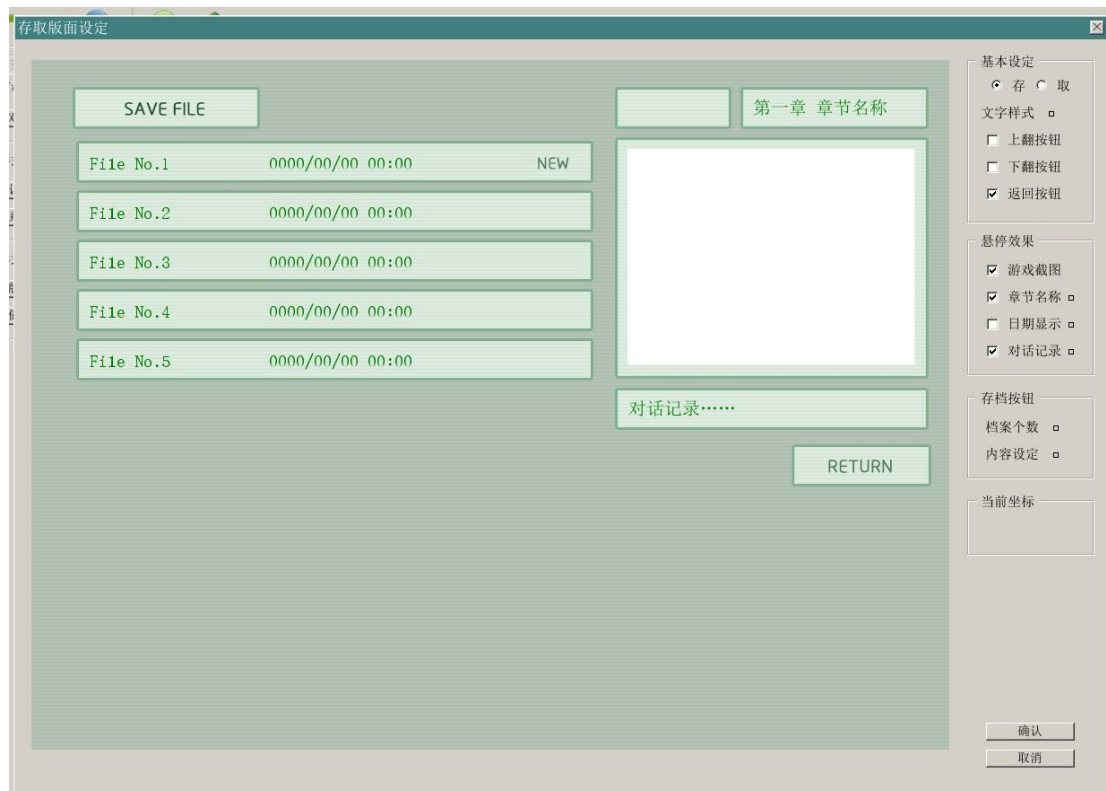 存取版面设定
SAVE FILE
第一章 章节名称
File No.1 0000/00/00 00:00 NEW
File No.2 0000/00/00 00:00
File No.3 0000/00/00 00:00
File No.4 0000/00/00 00:00
File No.5 0000/00/00 00:00
对话记录……
RETURN
基本设定
存 取
文字样式
上翻按钮
下翻按钮
返回按钮
悬停效果
游戏截图
章节名称
日期显示
对话记录
存档按钮
档案个数
内容设定
当前坐标
确认
取消